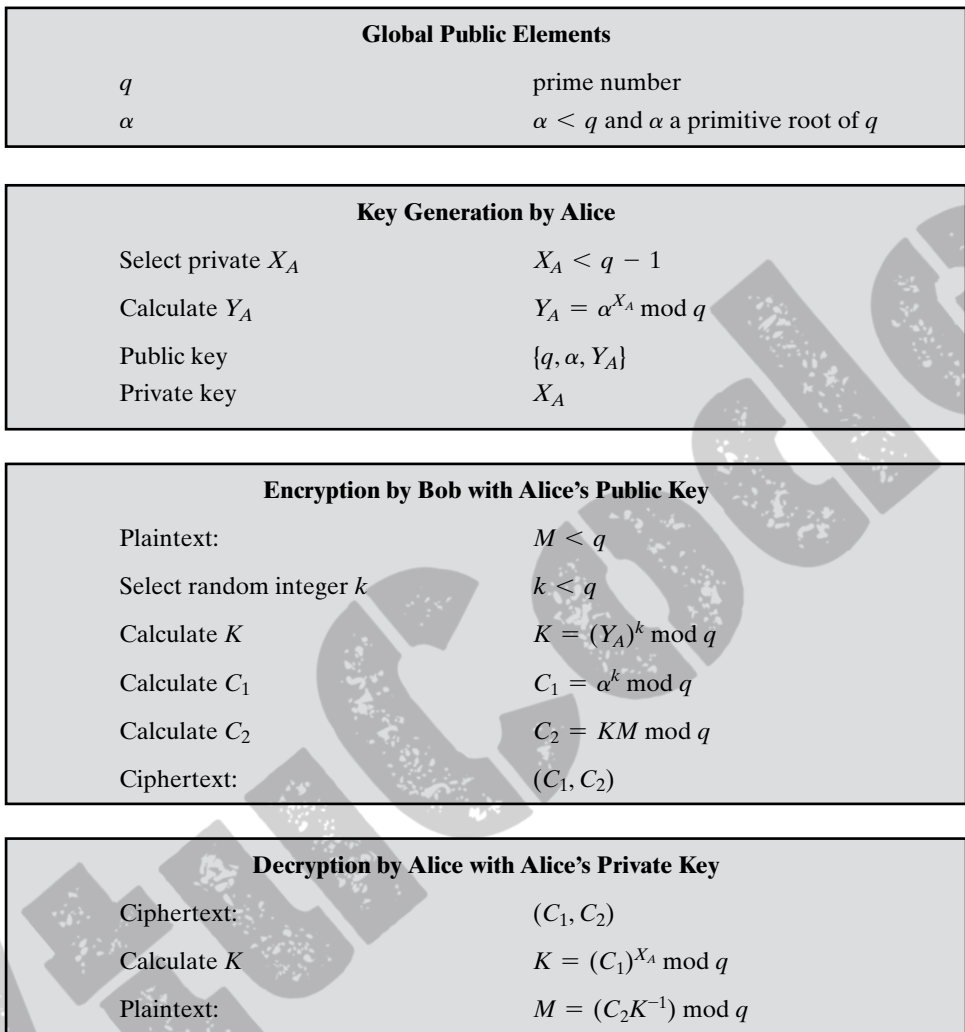 Global Public Elements
q prime number
α α < q and α a primitive root of q
Key Generation by Alice
Select private X_A X_A < q − 1
Calculate Y_A Y_A = α^{X_A} mod q
Public key {q, α, Y_A}
Private key X_A
Encryption by Bob with Alice’s Public Key
Plaintext: M < q
Select random integer k k < q
Calculate K K = (Y_A)^k mod q
Calculate C_1 C_1 = α^k mod q
Calculate C_2 C_2 = KM mod q
Ciphertext: (C_1, C_2)
Decryption by Alice with Alice’s Private Key
Ciphertext: (C_1, C_2)
Calculate K K = (C_1)^{X_A} mod q
Plaintext: M = (C_2K^{−1}) mod q